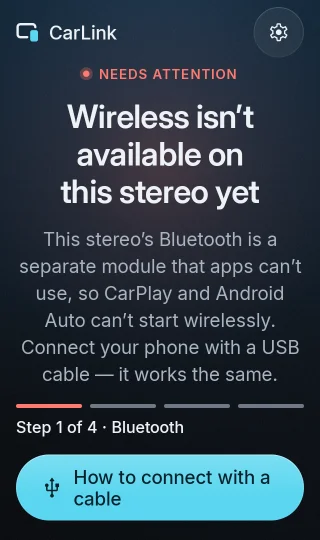 CarLink
NEEDS ATTENTION
Wireless isn’t
available on
this stereo yet
This stereo’s Bluetooth is a
separate module that apps can’t
use, so CarPlay and Android
Auto can’t start wirelessly.
Connect your phone with a USB
cable — it works the same.
Step 1 of 4 · Bluetooth
How to connect with a
cable